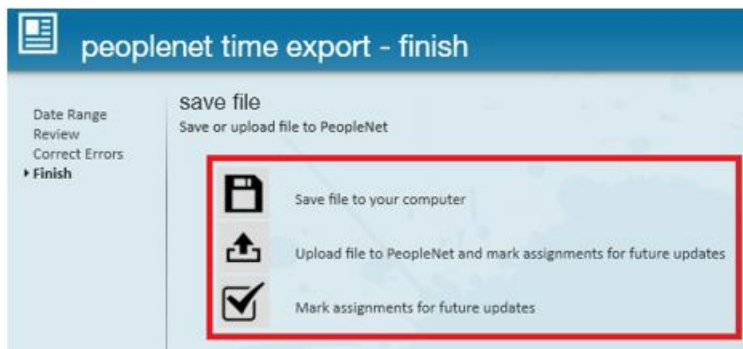 peoplenet time export - finish
Date Range
Review
Correct Errors
Finish
save file
Save or upload file to PeopleNet
Save file to your computer
Upload file to PeopleNet and mark assignments for future updates
Mark assignments for future updates